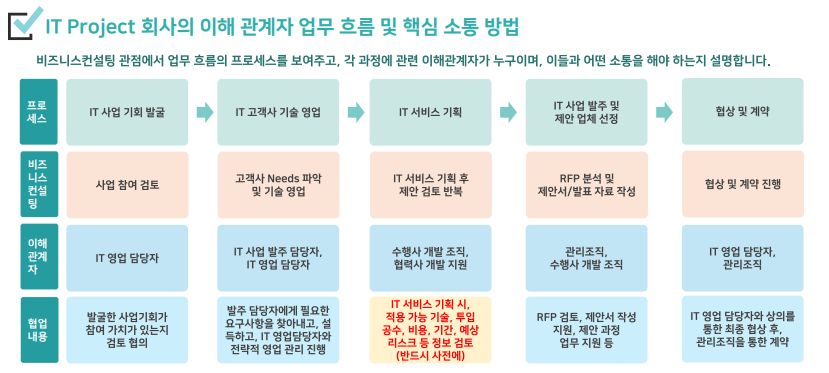 IT Project 회사의 이해 관계자 업무 흐름 및 핵심 소통 방법
비즈니스컨설팅 관점에서 업무 흐름의 프로세스를 보여주고, 각 과정에 관련 이해관계자가 누구이며, 이들과 어떤 소통을 해야 하는지 설명합니다.
프로
세스
IT 사업 기회 발굴
IT 고객사 기술 영업
IT 서비스 기획
IT 사업 발주 및
제안 업체 선정
협상 및 계약
비즈
니스
컨설
팅
사업 참여 검토
고객사 Needs 파악
및 기술 영업
IT 서비스 기획 후
제안 검토 반복
RFP 분석 및
제안서/발표 자료 작성
협상 및 계약 진행
이해
관계
자
IT 영업 담당자
IT 사업 발주 담당자,
IT 영업 담당자
수행사 개발 조직,
협력사 개발 지원
관리조직,
수행사 개발 조직
IT 영업 담당자,
관리조직
협업
내용
발굴한 사업기회가
참여 가치가 있는지
검토 협의
발주 담당자에게 필요한
요구사항을 찾아내고, 설
득하고, IT 영업담당자와
전략적 영업 관리 진행
IT 서비스 기획 시,
적용 가능 기술, 투입
공수, 비용, 기간, 예상
리스크 등 정보 검토
(반드시 사전에)
RFP 검토, 제안서 작성
지원, 제안 과정
업무 지원 등
IT 영업 담당자와 상의를
통한 최종 협상 후,
관리조직을 통한 계약